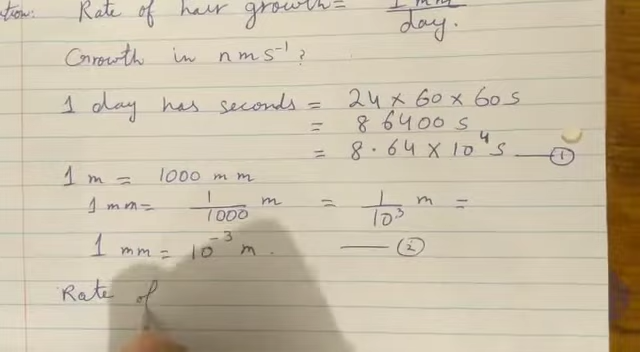 tion: Rate of hair growth = 1 mm / day.
Growth in nm s⁻¹?
1 day has seconds = 24 × 60 × 60 s
= 86400 s
= 8.64 × 10⁴ s — ①
1 m = 1000 mm
1 mm = 1/1000 m = 1/10³ m =
1 mm = 10⁻³ m. — ②
Rate of